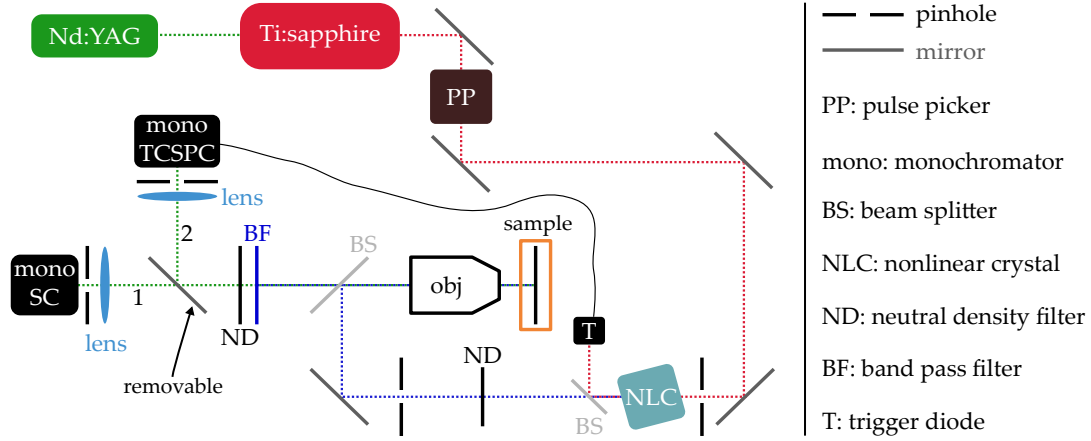 Nd:YAG
Ti:sapphire
PP
mono
TCSPC
lens
2
BF
BS
sample
mono
SC
1
obj
lens
ND
T
removable
ND
NLC
BS
pinhole
mirror
PP: pulse picker
mono: monochromator
BS: beam splitter
NLC: nonlinear crystal
ND: neutral density filter
BF: band pass filter
T: trigger diode